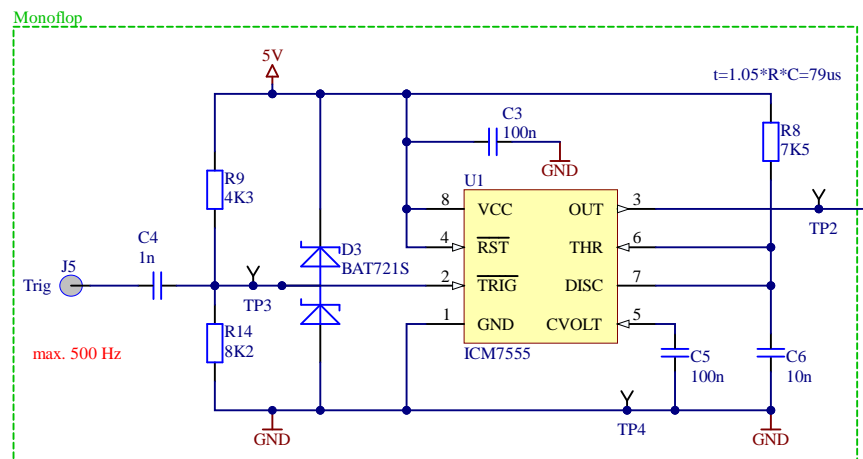 Monoflop
5V
t=1.05*R*C=79us
C3
100n
GND
R8
7K5
R9
4K3
U1
8 VCC OUT 3
TP2
4 RST THR 6
D3
BAT721S
C4
1n
J5
Trig
TP3
2 TRIG DISC 7
1 GND CVOLT 5
ICM7555
R14
8K2
max. 500 Hz
C5
100n
C6
10n
GND
TP4
GND